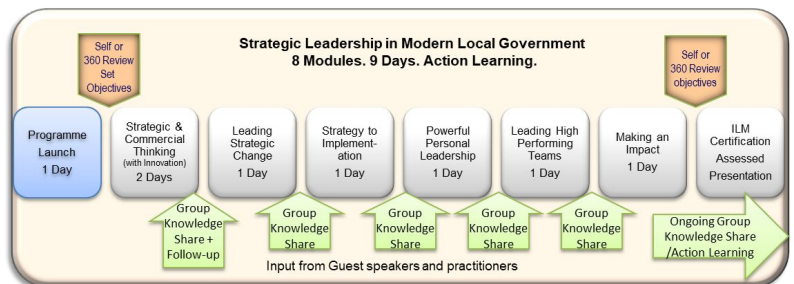 Strategic Leadership in Modern Local Government
8 Modules. 9 Days. Action Learning.
Self or
360 Review
Set
Objectives
Self or
360 Review
objectives
Programme
Launch
1 Day
Strategic &
Commercial
Thinking
(with Innovation)
2 Days
Leading
Strategic
Change
1 Day
Strategy to
Implement-
ation
1 Day
Powerful
Personal
Leadership
1 Day
Leading High
Performing
Teams
1 Day
Making an
Impact
1 Day
ILM
Certification
Assessed
Presentation
Group
Knowledge
Share +
Follow-up
Group
Knowledge
Share
Group
Knowledge
Share
Group
Knowledge
Share
Group
Knowledge
Share
Ongoing Group
Knowledge Share
/Action Learning
Input from Guest speakers and practitioners